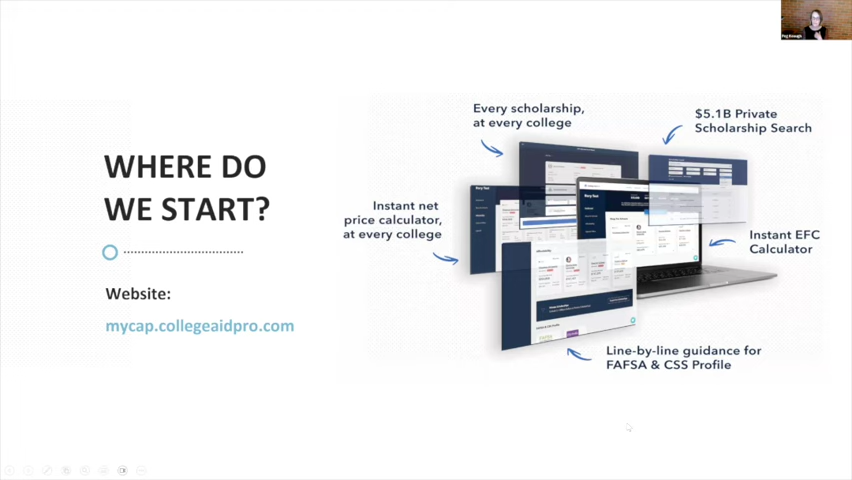 WHERE DO
WE START?
Website:
mycap.collegeaidpro.com
Every scholarship,
at every college
$5.1B Private
Scholarship Search
Instant net
price calculator,
at every college
Instant EFC
Calculator
Line-by-line guidance for
FAFSA & CSS Profile